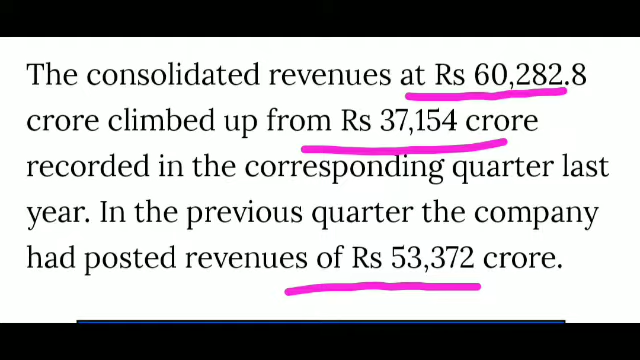 The consolidated revenues at Rs 60,282.8
crore climbed up from Rs 37,154 crore
recorded in the corresponding quarter last
year. In the previous quarter the company
had posted revenues of Rs 53,372 crore.